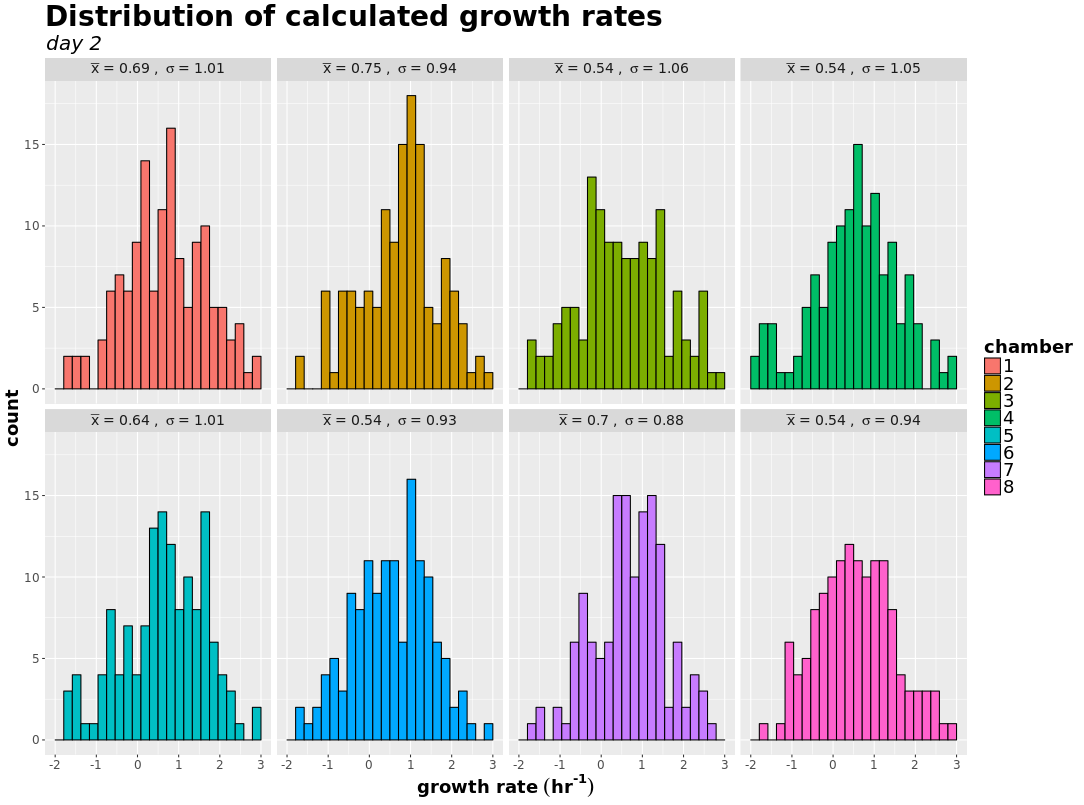 Distribution of calculated growth rates
day 2
x̅ = 0.69 , σ = 1.01
x̅ = 0.75 , σ = 0.94
x̅ = 0.54 , σ = 1.06
x̅ = 0.54 , σ = 1.05
15
10
5
0
x̅ = 0.64 , σ = 1.01
x̅ = 0.54 , σ = 0.93
x̅ = 0.7 , σ = 0.88
x̅ = 0.54 , σ = 0.94
15
10
5
0
-2 -1 0 1 2 3
-2 -1 0 1 2 3
-2 -1 0 1 2 3
-2 -1 0 1 2 3
count
growth rate (hr⁻¹)
chamber
1
2
3
4
5
6
7
8